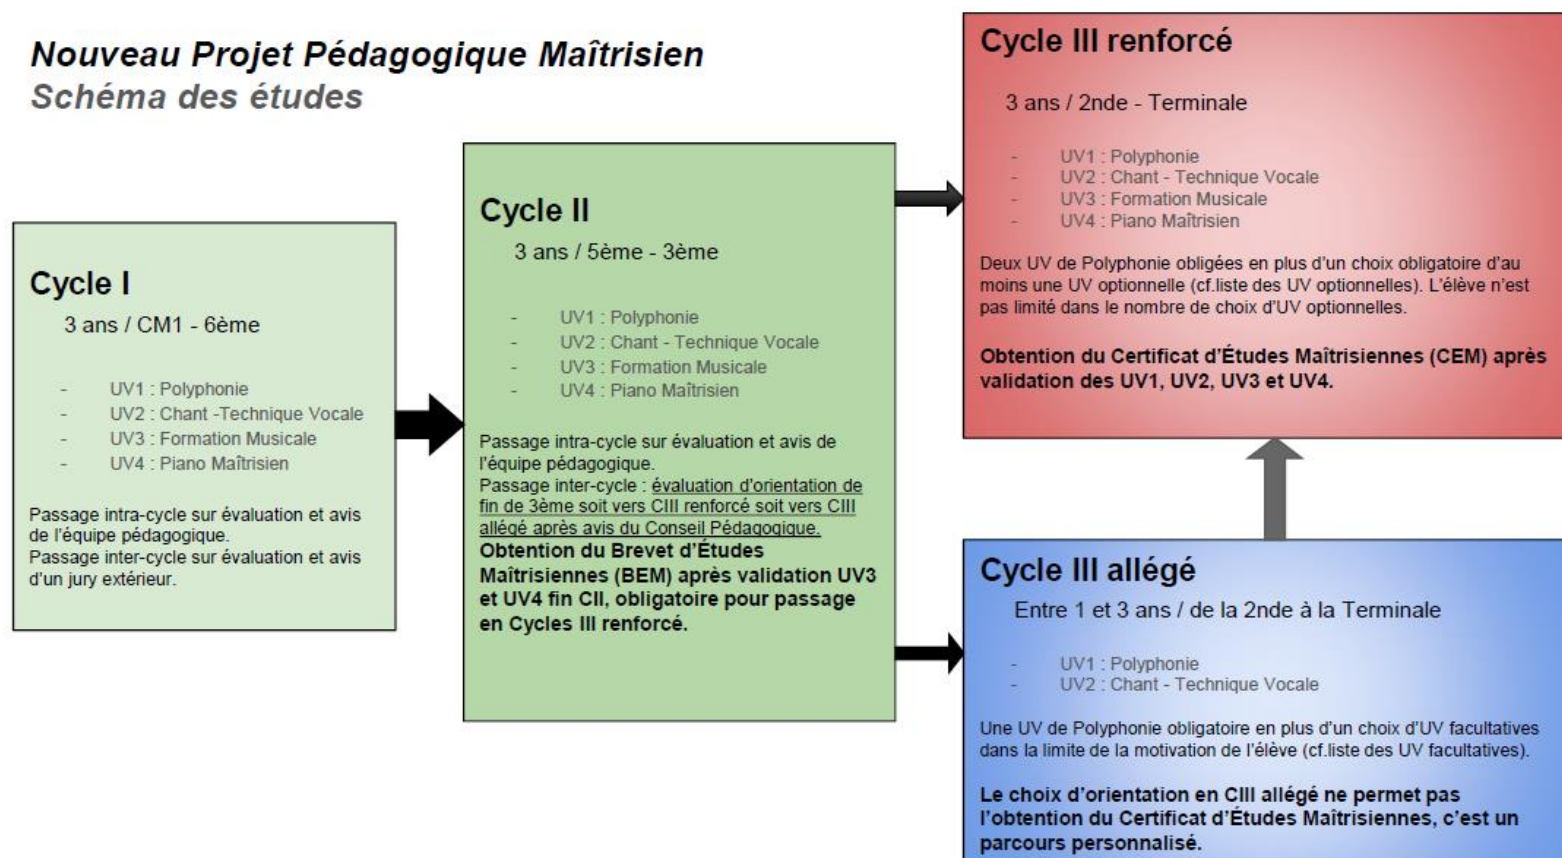 Nouveau Projet Pédagogique Maîtrisien
Schéma des études
Cycle I
3 ans / CM1 - 6ème
- UV1 : Polyphonie
- UV2 : Chant -Technique Vocale
- UV3 : Formation Musicale
- UV4 : Piano Maîtrisien
Passage intra-cycle sur évaluation et avis
de l'équipe pédagogique.
Passage inter-cycle sur évaluation et avis
d'un jury extérieur.
Cycle II
3 ans / 5ème - 3ème
- UV1 : Polyphonie
- UV2 : Chant - Technique Vocale
- UV3 : Formation Musicale
- UV4 : Piano Maîtrisien
Passage intra-cycle sur évaluation et avis de
l'équipe pédagogique.
Passage inter-cycle : évaluation d'orientation de
fin de 3ème soit vers CIII renforcé soit vers CIII
allégé après avis du Conseil Pédagogique.
Obtention du Brevet d'Études
Maîtrisiennes (BEM) après validation UV3
et UV4 fin CII, obligatoire pour passage
en Cycles III renforcé.
Cycle III renforcé
3 ans / 2nde - Terminale
- UV1 : Polyphonie
- UV2 : Chant - Technique Vocale
- UV3 : Formation Musicale
- UV4 : Piano Maîtrisien
Deux UV de Polyphonie obligées en plus d'un choix obligatoire d'au
moins une UV optionnelle (cf.liste des UV optionnelles). L'élève n'est
pas limité dans le nombre de choix d'UV optionnelles.
Obtention du Certificat d'Études Maîtrisiennes (CEM) après
validation des UV1, UV2, UV3 et UV4.
Cycle III allégé
Entre 1 et 3 ans / de la 2nde à la Terminale
- UV1 : Polyphonie
- UV2 : Chant - Technique Vocale
Une UV de Polyphonie obligatoire en plus d'un choix d'UV facultatives
dans la limite de la motivation de l'élève (cf.liste des UV facultatives).
Le choix d'orientation en CIII allégé ne permet pas
l'obtention du Certificat d'Études Maîtrisiennes, c'est un
parcours personnalisé.